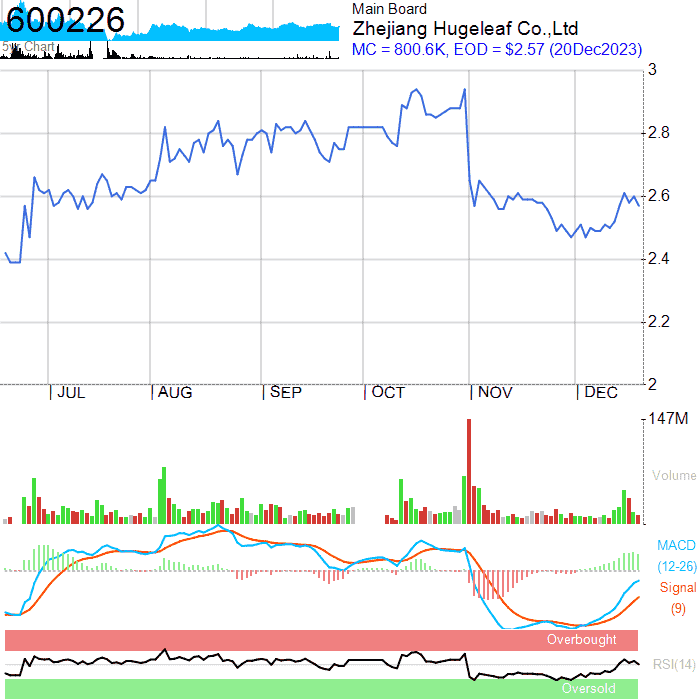 600226
5yr Chart
Main Board
Zhejiang Hugeleaf Co.,Ltd
MC = 800.6K, EOD = $2.57 (20Dec2023)
3
2.8
2.6
2.4
2.2
2
JUL AUG SEP OCT NOV DEC
147M
Volume
MACD
(12-26)
Signal
(9)
Overbought
RSI(14)
Oversold